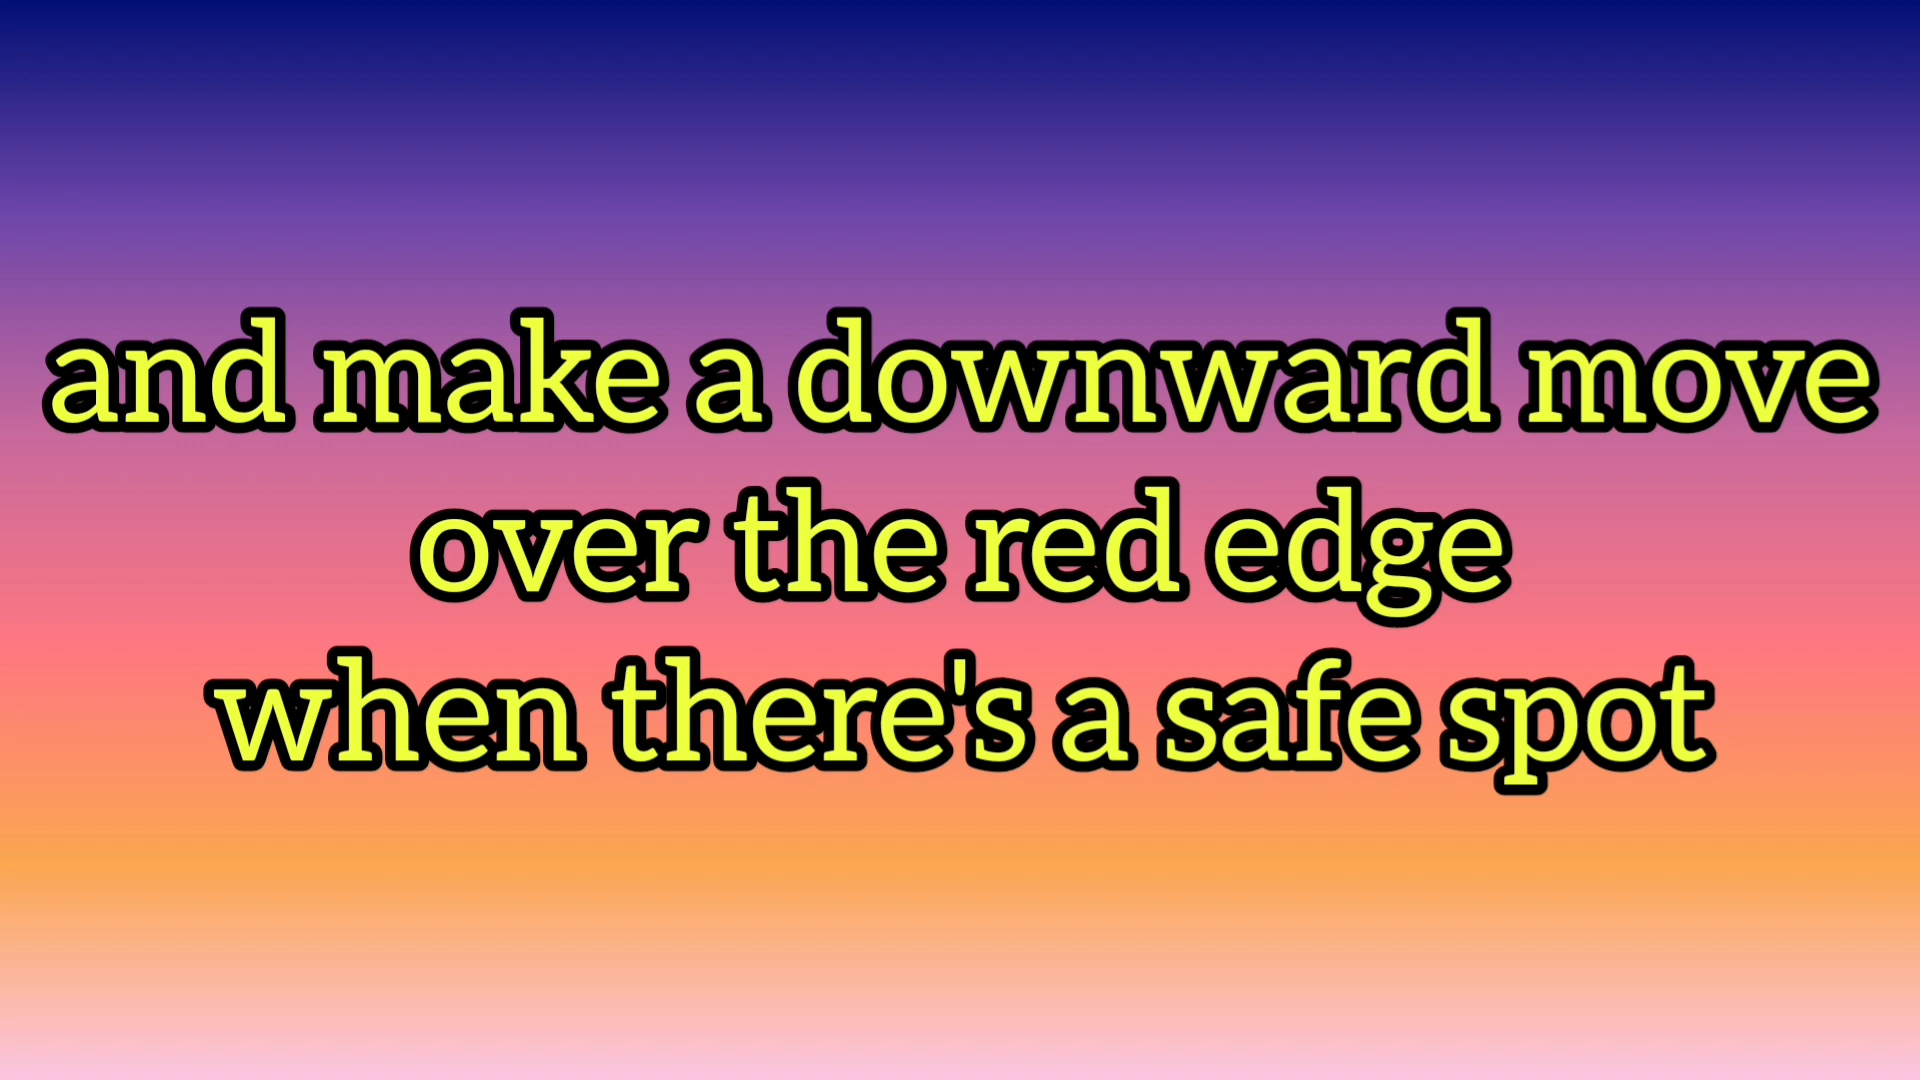 and make a downward move
over the red edge
when there's a safe spot